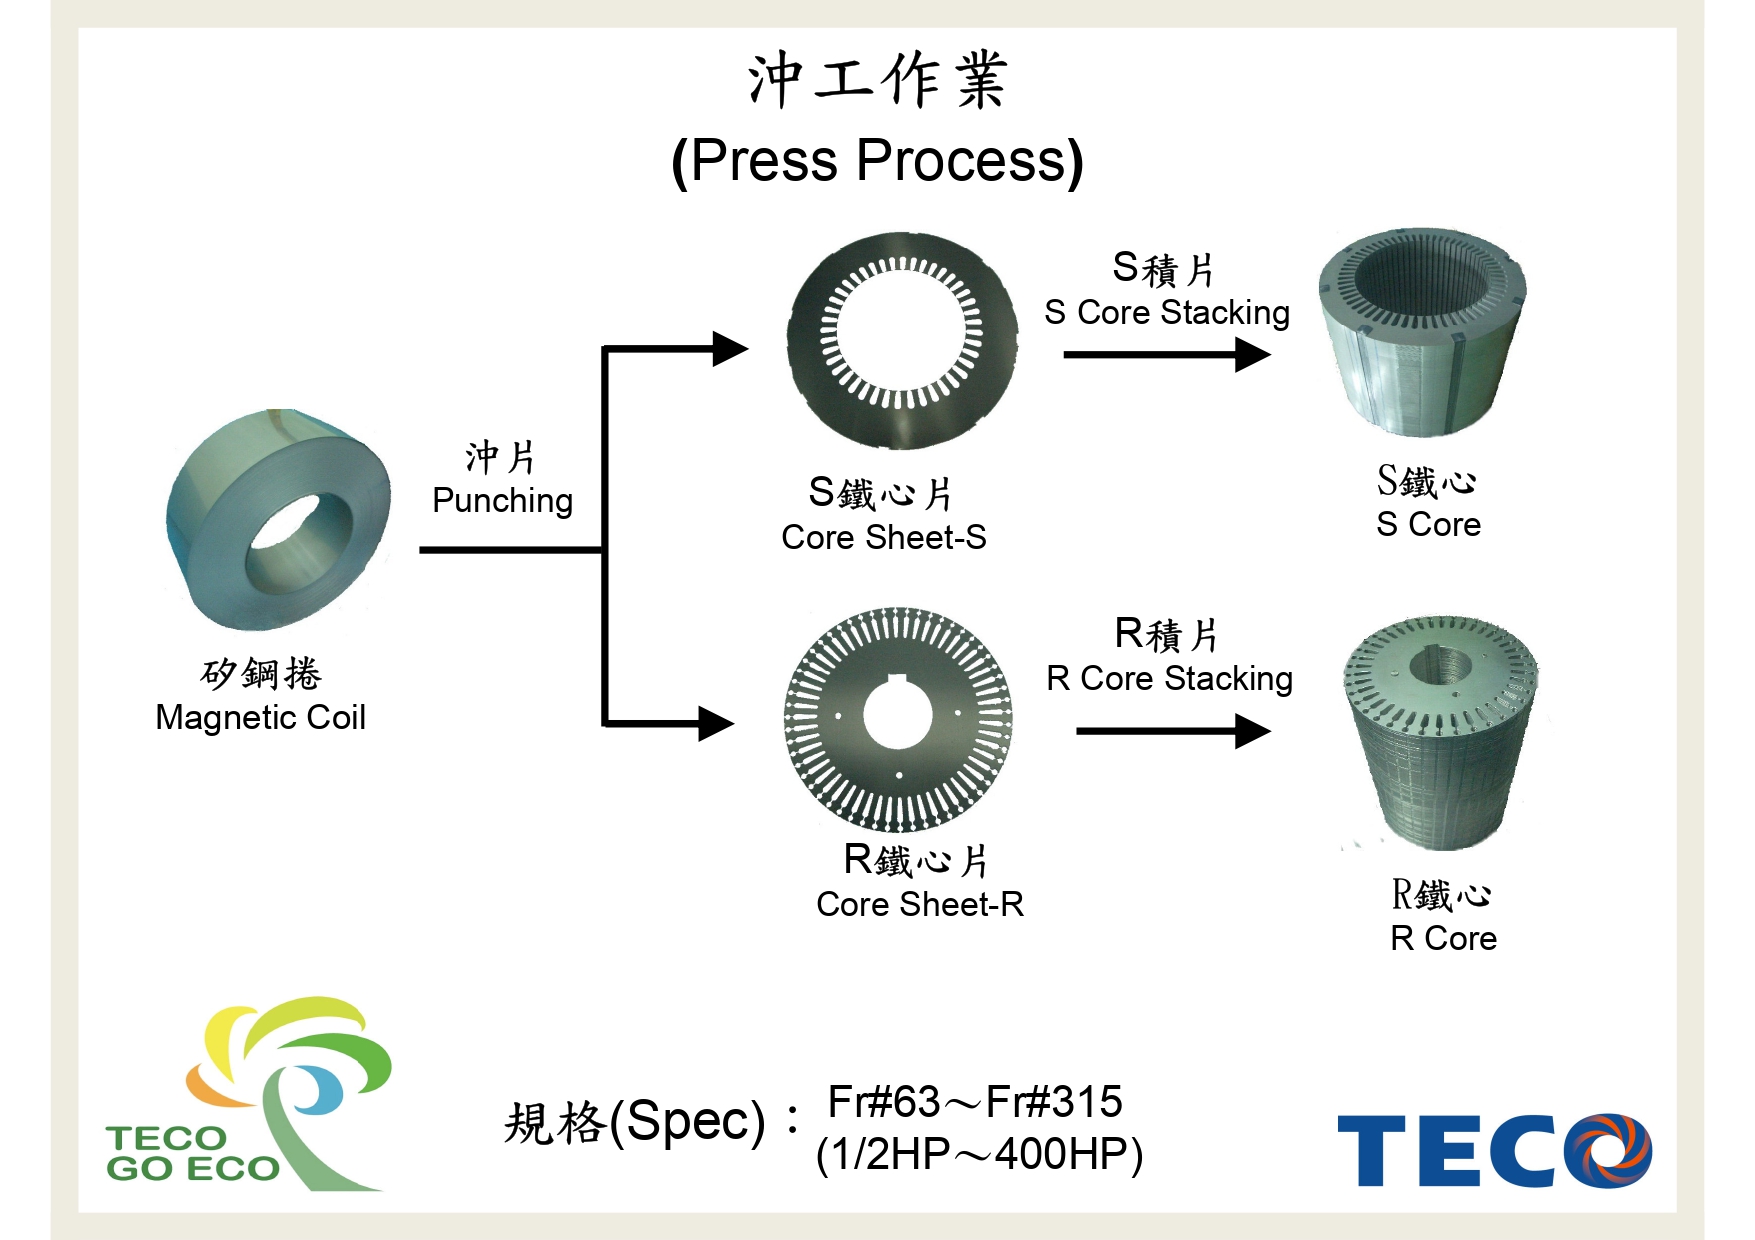 沖工作業
(Press Process)
S積片
S Core Stacking
沖片
Punching
S鐵心片
Core Sheet-S
S鐵心
S Core
矽鋼捲
Magnetic Coil
R積片
R Core Stacking
R鐵心片
Core Sheet-R
R鐵心
R Core
規格(Spec)：
Fr#63～Fr#315
(1/2HP～400HP)
TECO
GO ECO
TECO